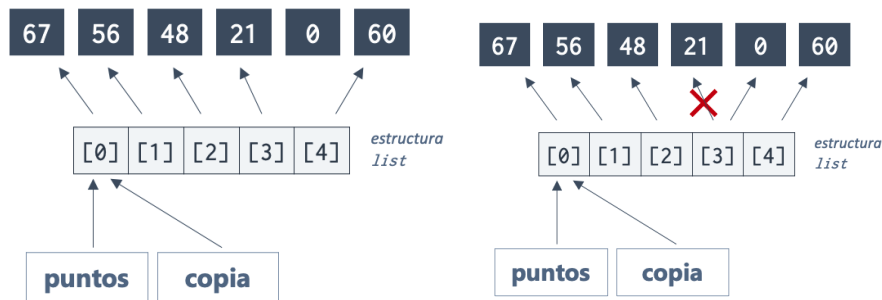 67 56 48 21 0 60
[0] [1] [2] [3] [4]
estructura
list
puntos copia
67 56 48 21 0 60
[0] [1] [2] [3] [4]
estructura
list
puntos copia